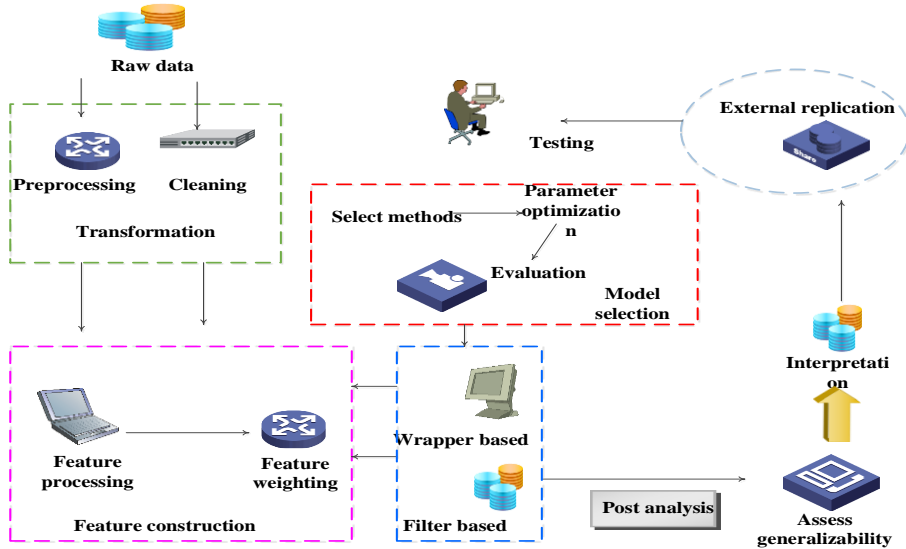 Raw data
Preprocessing
Cleaning
Transformation
Testing
External replication
Share
Select methods
Parameter
optimizatio
n
Evaluation
Model
selection
Interpretati
on
Feature
processing
Feature
weighting
Feature construction
Wrapper based
Filter based
Post analysis
Assess
generalizability